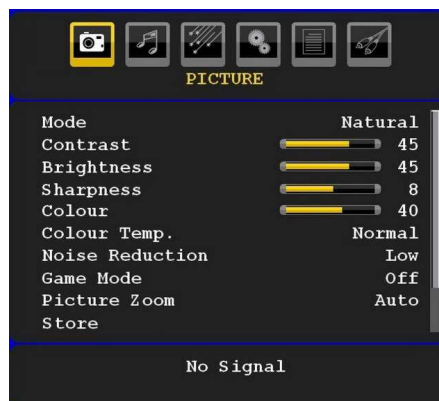 PICTURE
Mode Natural
Contrast 45
Brightness 45
Sharpness 8
Colour 40
Colour Temp. Normal
Noise Reduction Low
Game Mode Off
Picture Zoom Auto
Store
No Signal